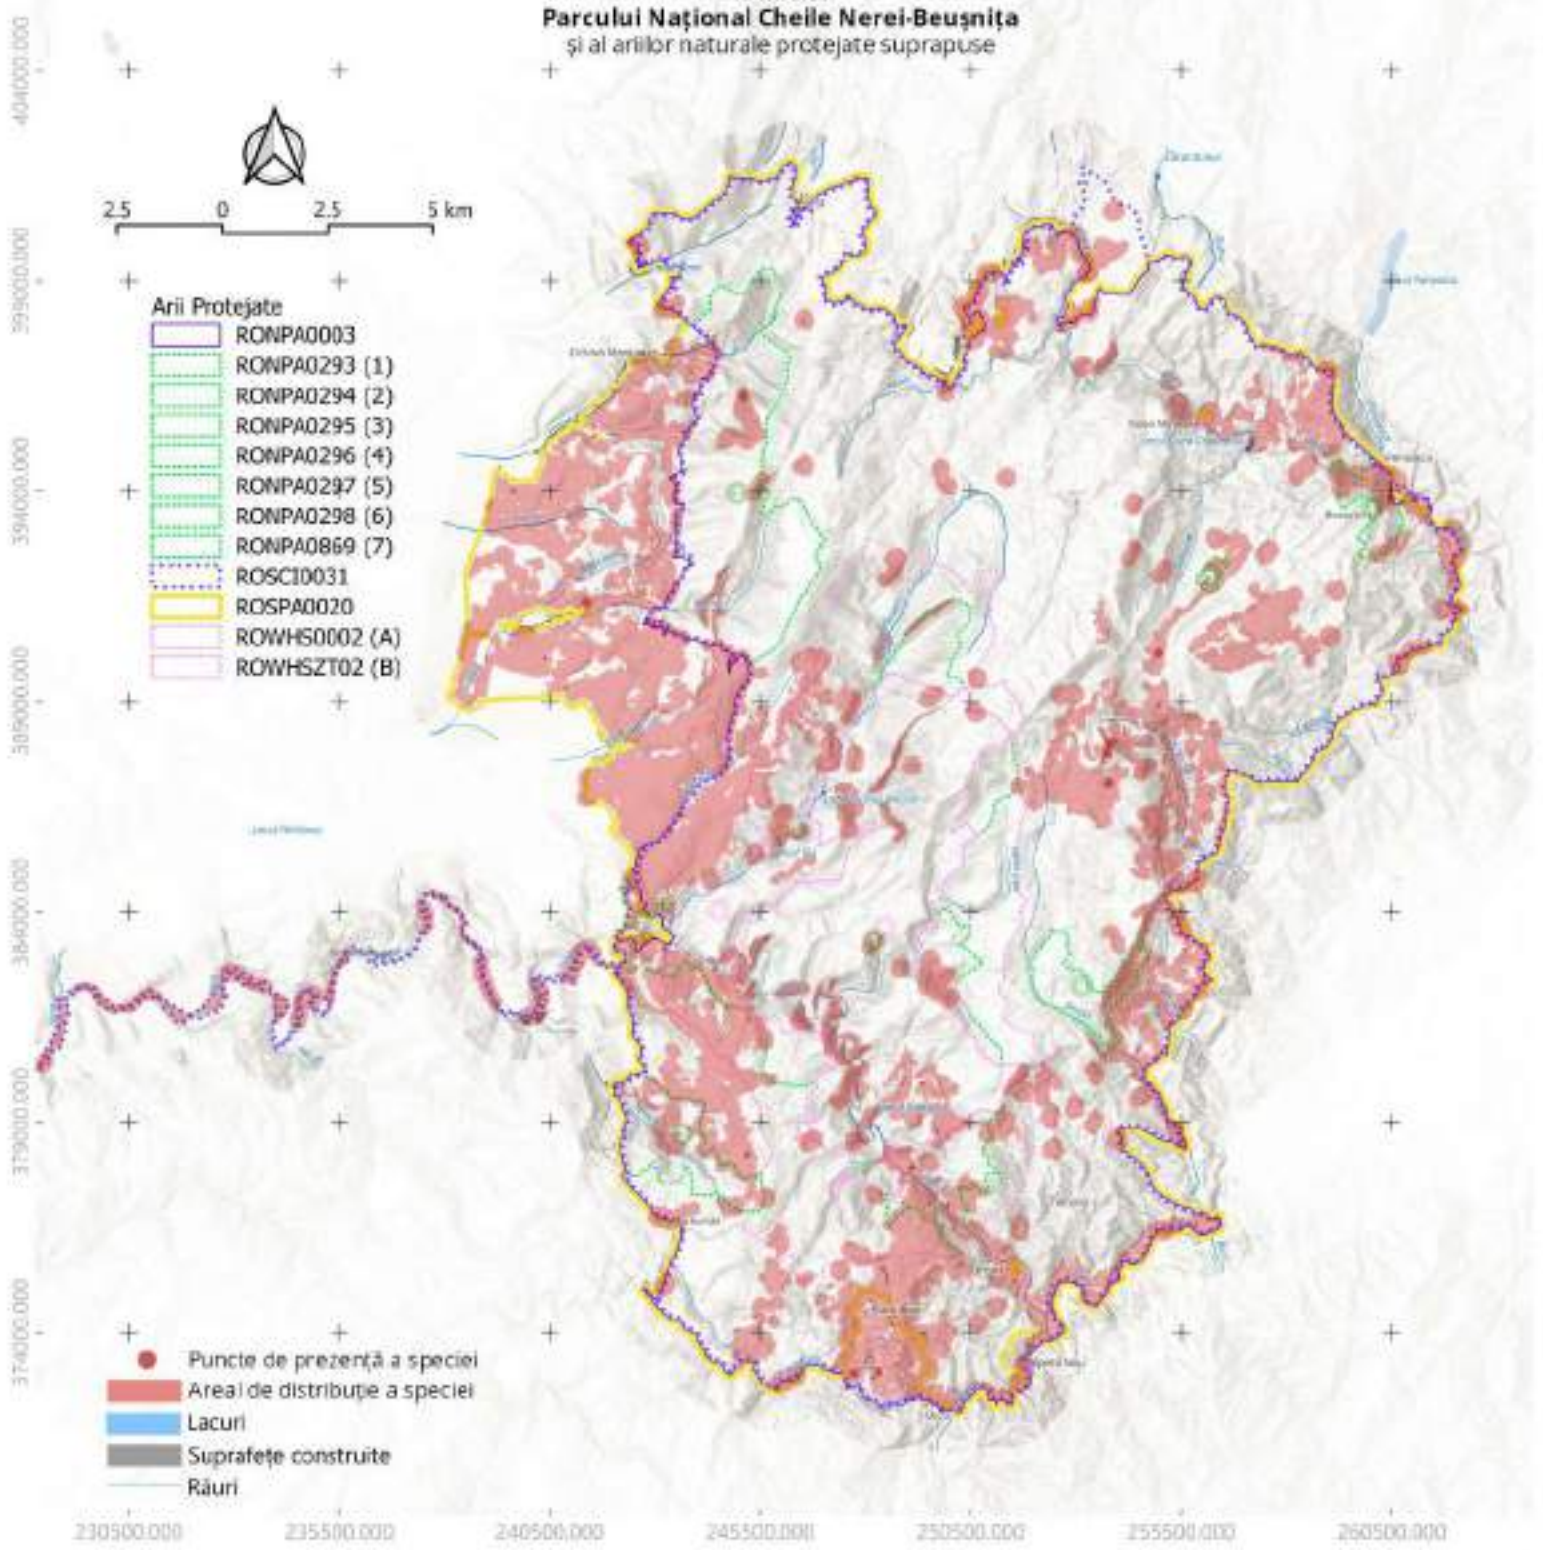 Parcului Național Cheile Nerei-Beușnița
și al ariilor naturale protejate suprapuse
404000.000
399000.000
394000.000
389000.000
384000.000
379000.000
374000.000
2.5 0 2.5 5 km
Arii Protejate
RONPA0003
RONPA0293 (1)
RONPA0294 (2)
RONPA0295 (3)
RONPA0296 (4)
RONPA0297 (5)
RONPA0298 (6)
RONPA0869 (7)
ROSCI0031
ROSPA0020
ROWHS0002 (A)
ROWHSZT02 (B)
Puncte de prezență a speciei
Areal de distribuție a speciei
Lacuri
Suprafețe construite
Râuri
230500.000 235500.000 240500.000 245500.000 250500.000 255500.000 260500.000